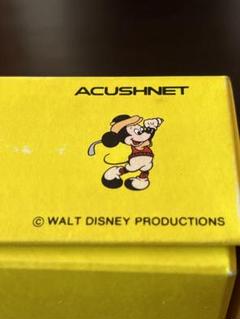 ACUSHNET
© WALT DISNEY PRODUCTIONS